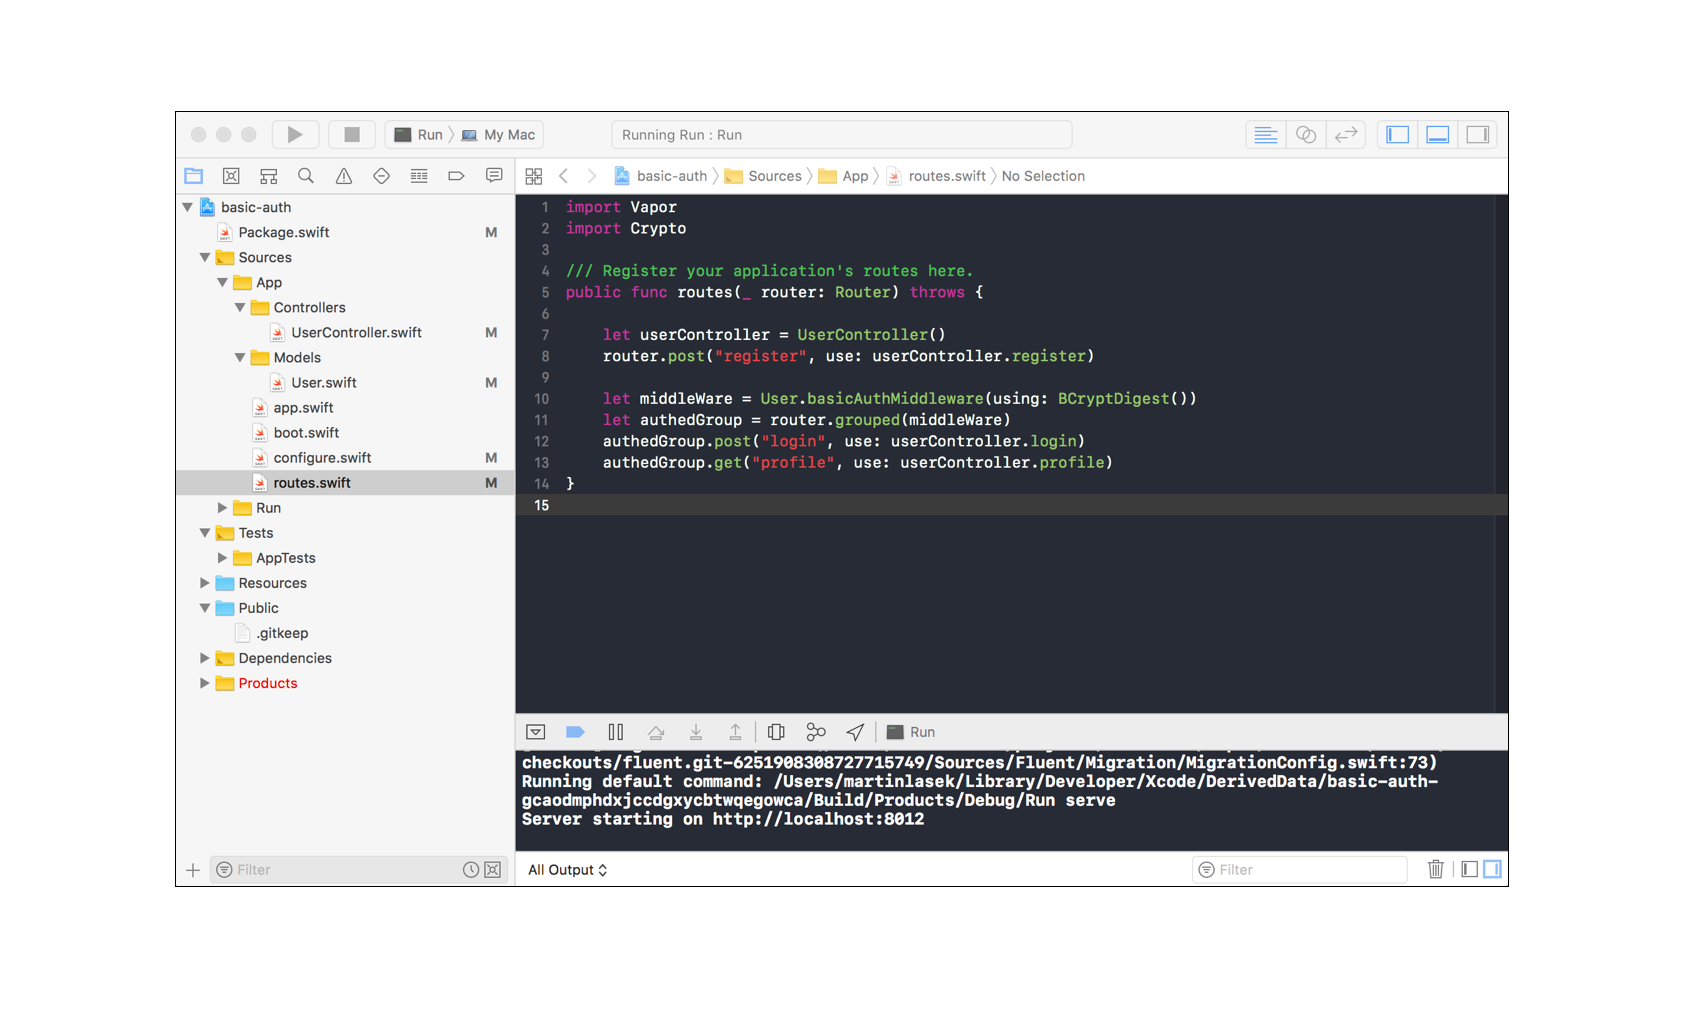 Run 〉 My Mac
Running Run : Run
basic-auth 〉 Sources 〉 App 〉 routes.swift 〉 No Selection
basic-auth
Package.swift M
Sources
App
Controllers
UserController.swift M
Models
User.swift M
app.swift
boot.swift
configure.swift M
routes.swift M
Run
Tests
AppTests
Resources
Public
.gitkeep
Dependencies
Products
Filter
1 import Vapor
2 import Crypto
3
4 /// Register your application's routes here.
5 public func routes(_ router: Router) throws {
6
7     let userController = UserController()
8     router.post("register", use: userController.register)
9
10     let middleWare = User.basicAuthMiddleware(using: BCryptDigest())
11     let authedGroup = router.grouped(middleWare)
12     authedGroup.post("login", use: userController.login)
13     authedGroup.get("profile", use: userController.profile)
14 }
15
Run
checkouts/fluent.git-6251908308727715749/Sources/Fluent/Migration/MigrationConfig.swift:73)
Running default command: /Users/martinlasek/Library/Developer/Xcode/DerivedData/basic-auth-
gcaodmphdxjccdgxycbtwqegowca/Build/Products/Debug/Run serve
Server starting on http://localhost:8012
All Output
Filter